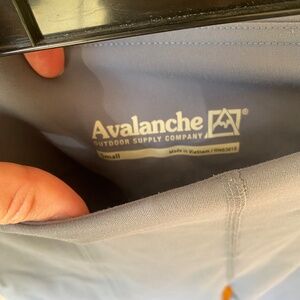 Avalanche®
OUTDOOR SUPPLY COMPANY
Small Made in Vietnam /